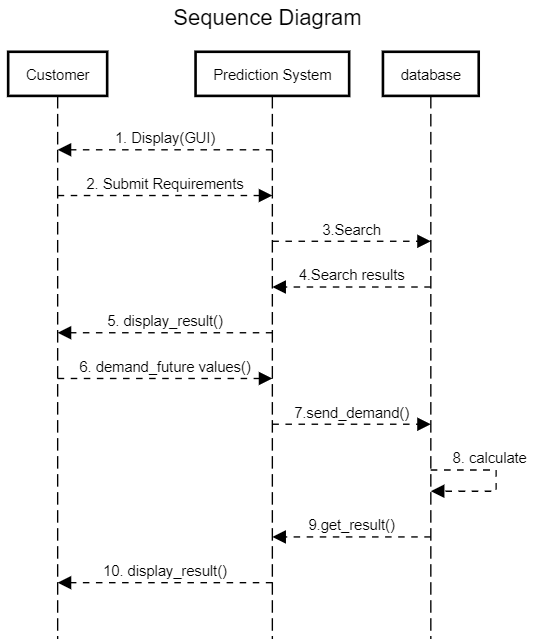 Sequence Diagram
Customer
Prediction System
database
1. Display(GUI)
2. Submit Requirements
3.Search
4.Search results
5. display_result()
6. demand_future values()
7.send_demand()
8. calculate
9.get_result()
10. display_result()